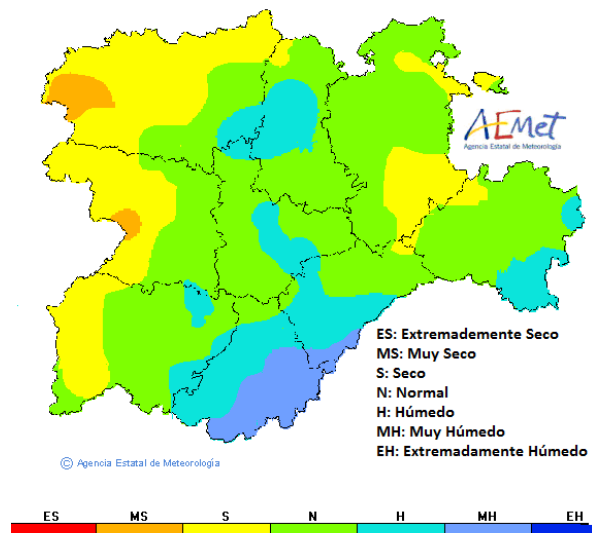 AEMet
Agencia Estatal de Meteorología
ES: Extremademente Seco
MS: Muy Seco
S: Seco
N: Normal
H: Húmedo
MH: Muy Húmedo
EH: Extremadamente Húmedo
© Agencia Estatal de Meteorología
ES MS S N H MH EH